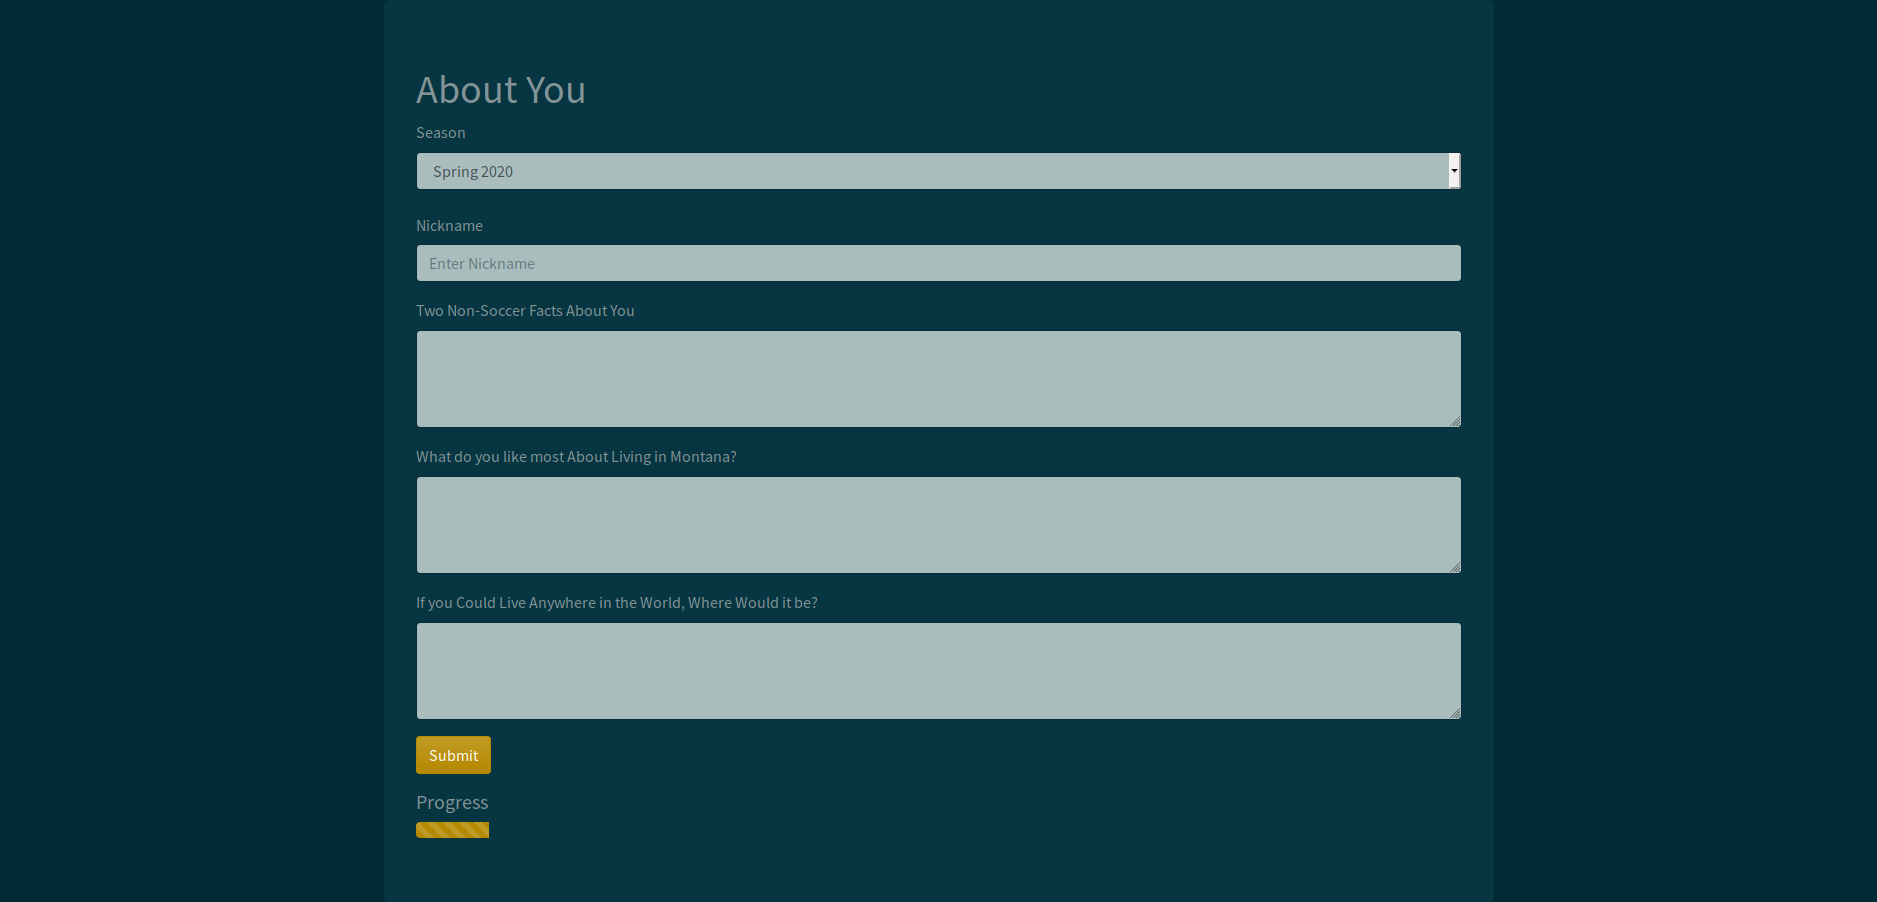 About You
Season
Spring 2020
Nickname
Enter Nickname
Two Non-Soccer Facts About You
What do you like most About Living in Montana?
If you Could Live Anywhere in the World, Where Would it be?
Submit
Progress